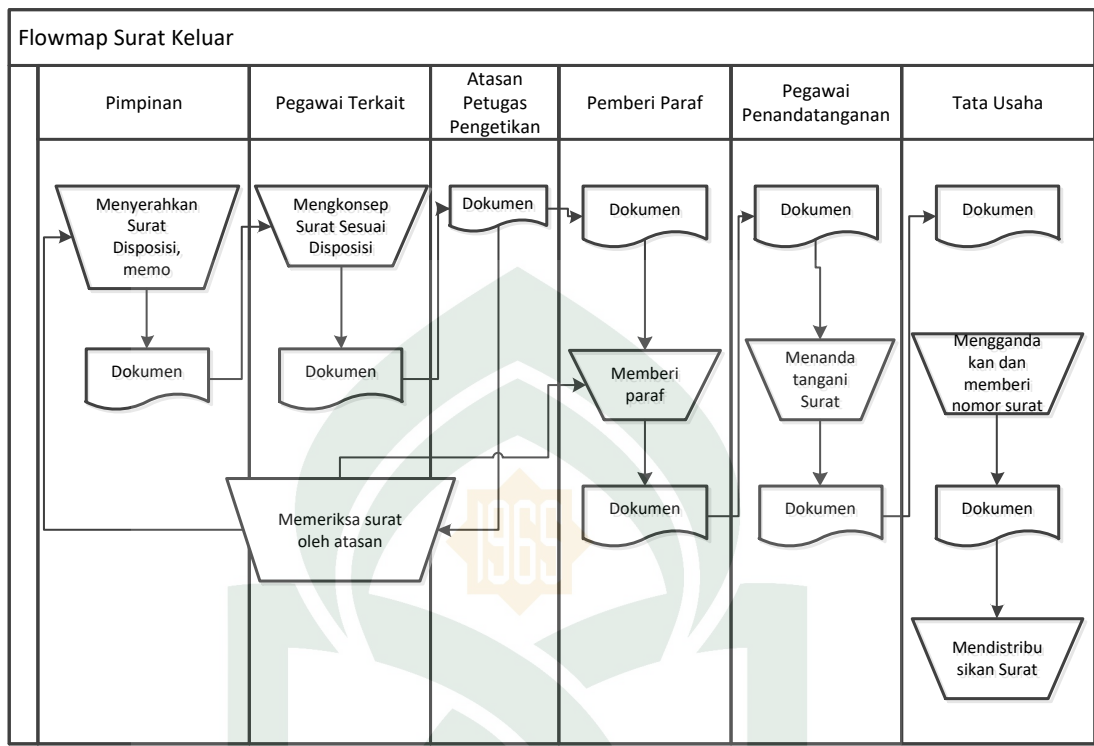 Flowmap Surat Keluar
Pimpinan
Pegawai Terkait
Atasan
Petugas
Pengetikan
Pemberi Paraf
Pegawai
Penandatanganan
Tata Usaha
Menyerahkan
Surat
Disposisi,
memo
Dokumen
Mengkonsep
Surat Sesuai
Disposisi
Dokumen
Memeriksa surat
oleh atasan
Dokumen
Dokumen
Memberi
paraf
Dokumen
Dokumen
Menanda
tangani
Surat
Dokumen
Dokumen
Mengganda
kan dan
memberi
nomor surat
Dokumen
Mendistribu
sikan Surat
1969